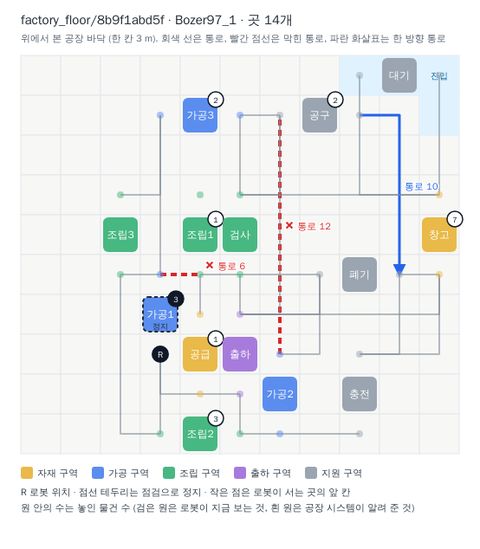 factory_floor/8b9f1abd5f · Bozer97_1 · 곳 14개
위에서 본 공장 바닥 (한 칸 3 m). 회색 선은 통로, 빨간 점선은 막힌 통로, 파란 화살표는 한 방향 통로
대기
전립
2
2
가공3
공구
통로 10
1
7
조립3
조립1
검사
× 통로 12
창고
× 통로 6
폐기
3
가공1
정지
R
1
공급
출하
가공2
충전
3
조립2
자재 구역
가공 구역
조립 구역
출하 구역
지원 구역
R 로봇 위치 · 점선 테두리는 점검으로 정지 · 작은 점은 로봇이 서는 곳의 앞 칸
원 안의 수는 놓인 물건 수 (검은 원은 로봇이 지금 보는 것, 흰 원은 공장 시스템이 알려 준 것)